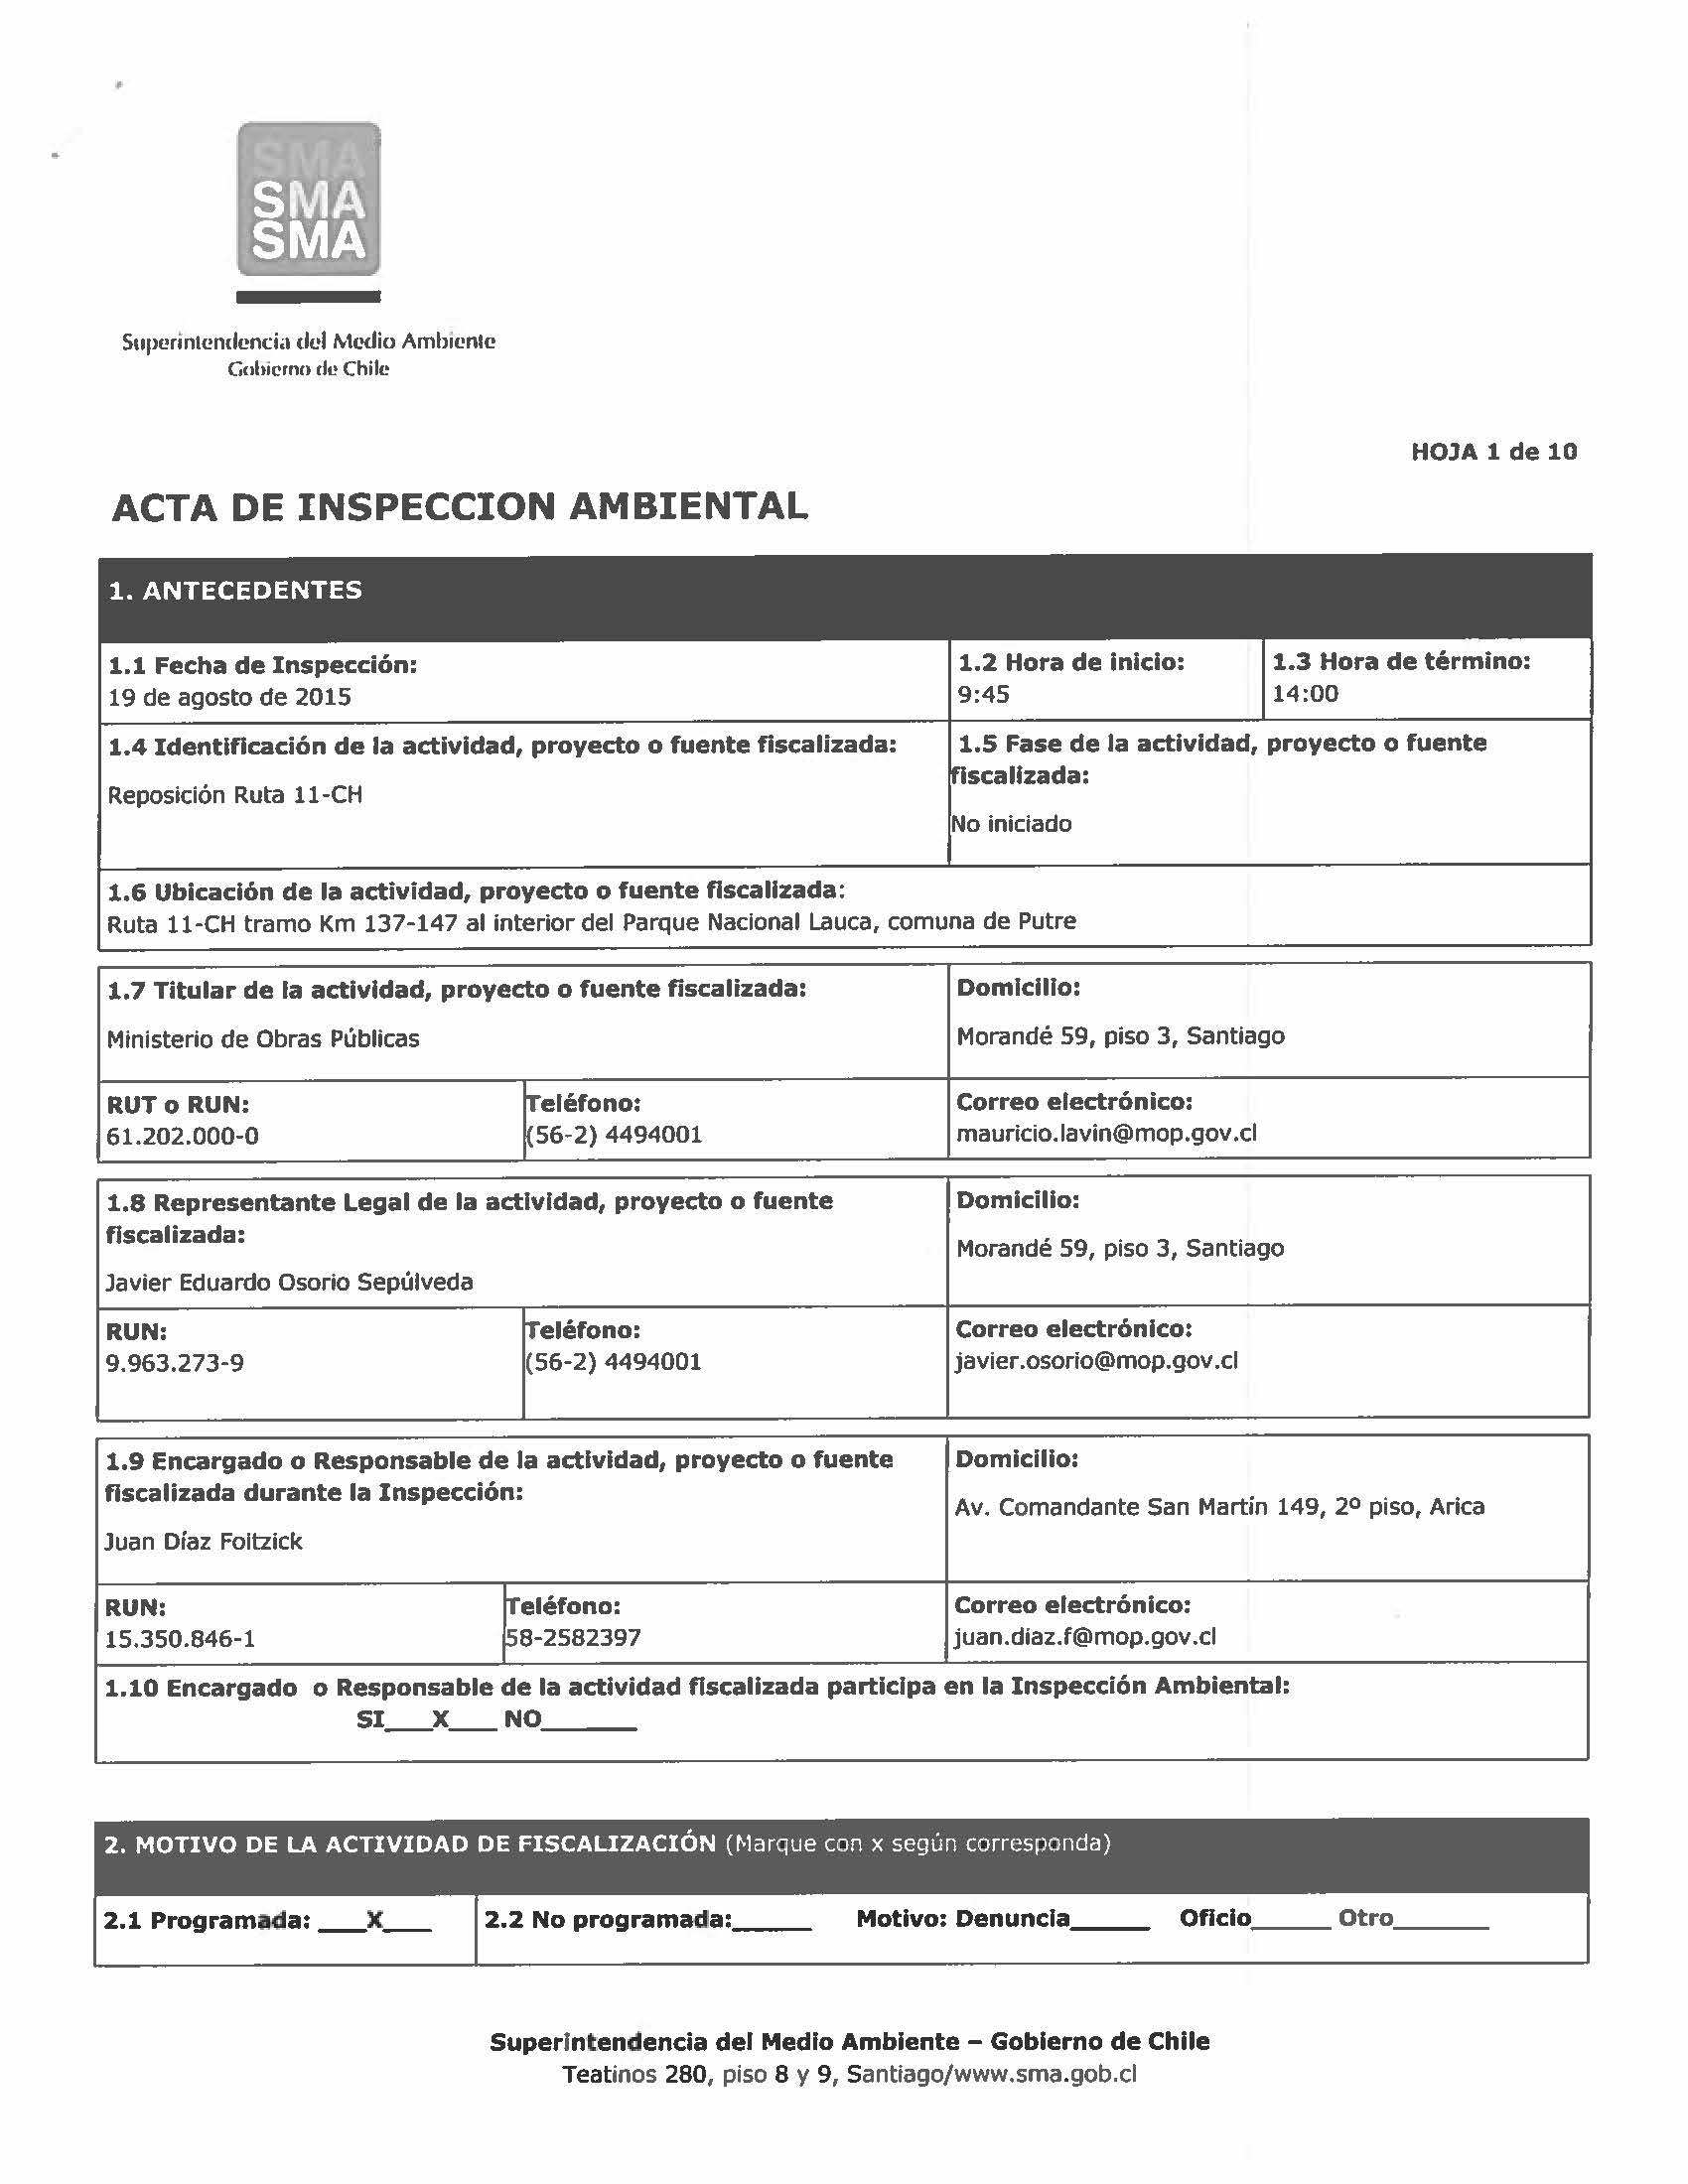 SMA
SMA
SMA
Superintendencia del Medio Ambiente
Gobierno de Chile
HOJA 1 de 10
ACTA DE INSPECCION AMBIENTAL
1. ANTECEDENTES
1.1 Fecha de Inspección:
19 de agosto de 2015
1.2 Hora de inicio:
9:45
1.3 Hora de término:
14:00
1.4 Identificación de la actividad, proyecto o fuente fiscalizada:
Reposición Ruta 11-CH
1.5 Fase de la actividad, proyecto o fuente
fiscalizada:
No iniciado
1.6 Ubicación de la actividad, proyecto o fuente fiscalizada:
Ruta 11-CH tramo Km 137-147 al interior del Parque Nacional Lauca, comuna de Putre
1.7 Titular de la actividad, proyecto o fuente fiscalizada:
Ministerio de Obras Públicas
Domicilio:
Morandé 59, piso 3, Santiago
RUT o RUN:
61.202.000-0
Teléfono:
(56-2) 4494001
Correo electrónico:
mauricio.lavin@mop.gov.cl
1.8 Representante Legal de la actividad, proyecto o fuente
fiscalizada:
Javier Eduardo Osorio Sepúlveda
Domicilio:
Morandé 59, piso 3, Santiago
RUN:
9.963.273-9
Teléfono:
(56-2) 4494001
Correo electrónico:
javier.osorio@mop.gov.cl
1.9 Encargado o Responsable de la actividad, proyecto o fuente
fiscalizada durante la Inspección:
Juan Díaz Foitzick
Domicilio:
Av. Comandante San Martín 149, 2º piso, Arica
RUN:
15.350.846-1
Teléfono:
58-2582397
Correo electrónico:
juan.diaz.f@mop.gov.cl
1.10 Encargado o Responsable de la actividad fiscalizada participa en la Inspección Ambiental:
SI___X___ NO______
2. MOTIVO DE LA ACTIVIDAD DE FISCALIZACIÓN (Marque con x según corresponda)
2.1 Programada: ___X___
2.2 No programada:_____ Motivo: Denuncia_____ Oficio_____ Otro______
Superintendencia del Medio Ambiente – Gobierno de Chile
Teatinos 280, piso 8 y 9, Santiago/www.sma.gob.cl